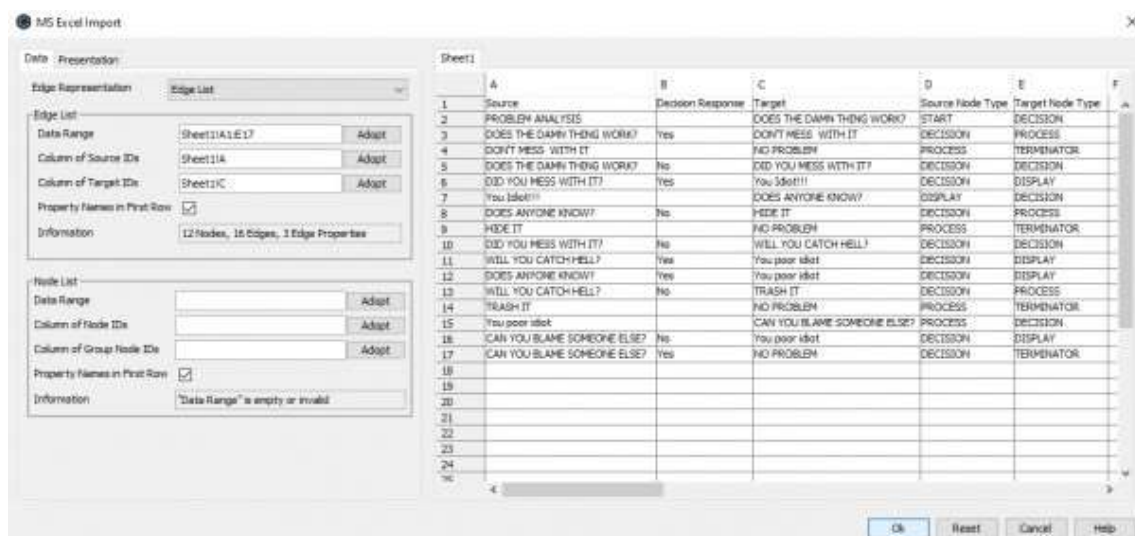 MS Excel Import
Data Presentation
Edge Representation Edge List
Edge List
Data Range Sheet1!A1:E17 Adopt
Column of Source IDs Sheet1!A Adopt
Column of Target IDs Sheet1!C Adopt
Property Names in First Row
Information 12 Nodes, 16 Edges, 3 Edge Properties
Node List
Data Range Adopt
Column of Node IDs Adopt
Column of Group Node IDs Adopt
Property Names in First Row
Information "Data Range" is empty or invalid
Sheet1
A B C D E F
1 Source Decision Response Target Source Node Type Target Node Type
2 PROBLEM ANALYSIS DOES THE DAMN THING WORK? START DECISION
3 DOES THE DAMN THING WORK? Yes DON'T MESS WITH IT DECISION PROCESS
4 DON'T MESS WITH IT NO PROBLEM PROCESS TERMINATOR
5 DOES THE DAMN THING WORK? No DID YOU MESS WITH IT? DECISION DECISION
6 DID YOU MESS WITH IT? Yes You Idiot!!! DECISION DISPLAY
7 You Idiot!!! DOES ANYONE KNOW? DISPLAY DECISION
8 DOES ANYONE KNOW? No HIDE IT DECISION PROCESS
9 HIDE IT NO PROBLEM PROCESS TERMINATOR
10 DID YOU MESS WITH IT? No WILL YOU CATCH HELL? DECISION DECISION
11 WILL YOU CATCH HELL? Yes You poor idiot DECISION DISPLAY
12 DOES ANYONE KNOW? Yes You poor idiot DECISION DISPLAY
13 WILL YOU CATCH HELL? No TRASH IT DECISION PROCESS
14 TRASH IT NO PROBLEM PROCESS TERMINATOR
15 You poor idiot CAN YOU BLAME SOMEONE ELSE? PROCESS DECISION
16 CAN YOU BLAME SOMEONE ELSE? No You poor idiot DECISION DISPLAY
17 CAN YOU BLAME SOMEONE ELSE? Yes NO PROBLEM DECISION TERMINATOR
18
19
20
21
22
23
24
Ok Reset Cancel Help